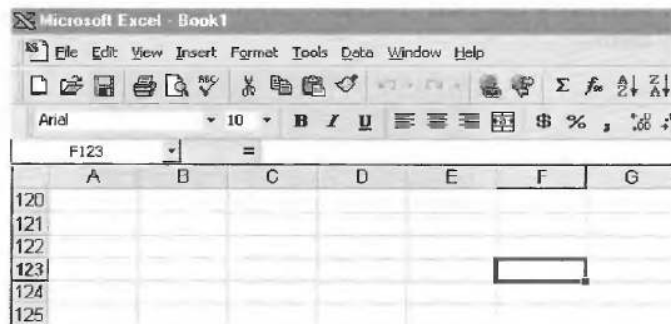 Microsoft Excel - Book1
File Edit View Insert Format Tools Data Window Help
ABC Σ f A Z Z A
Arial 10 B I U $ % ,
F123 =
A B C D E F G
120
121
122
123
124
125